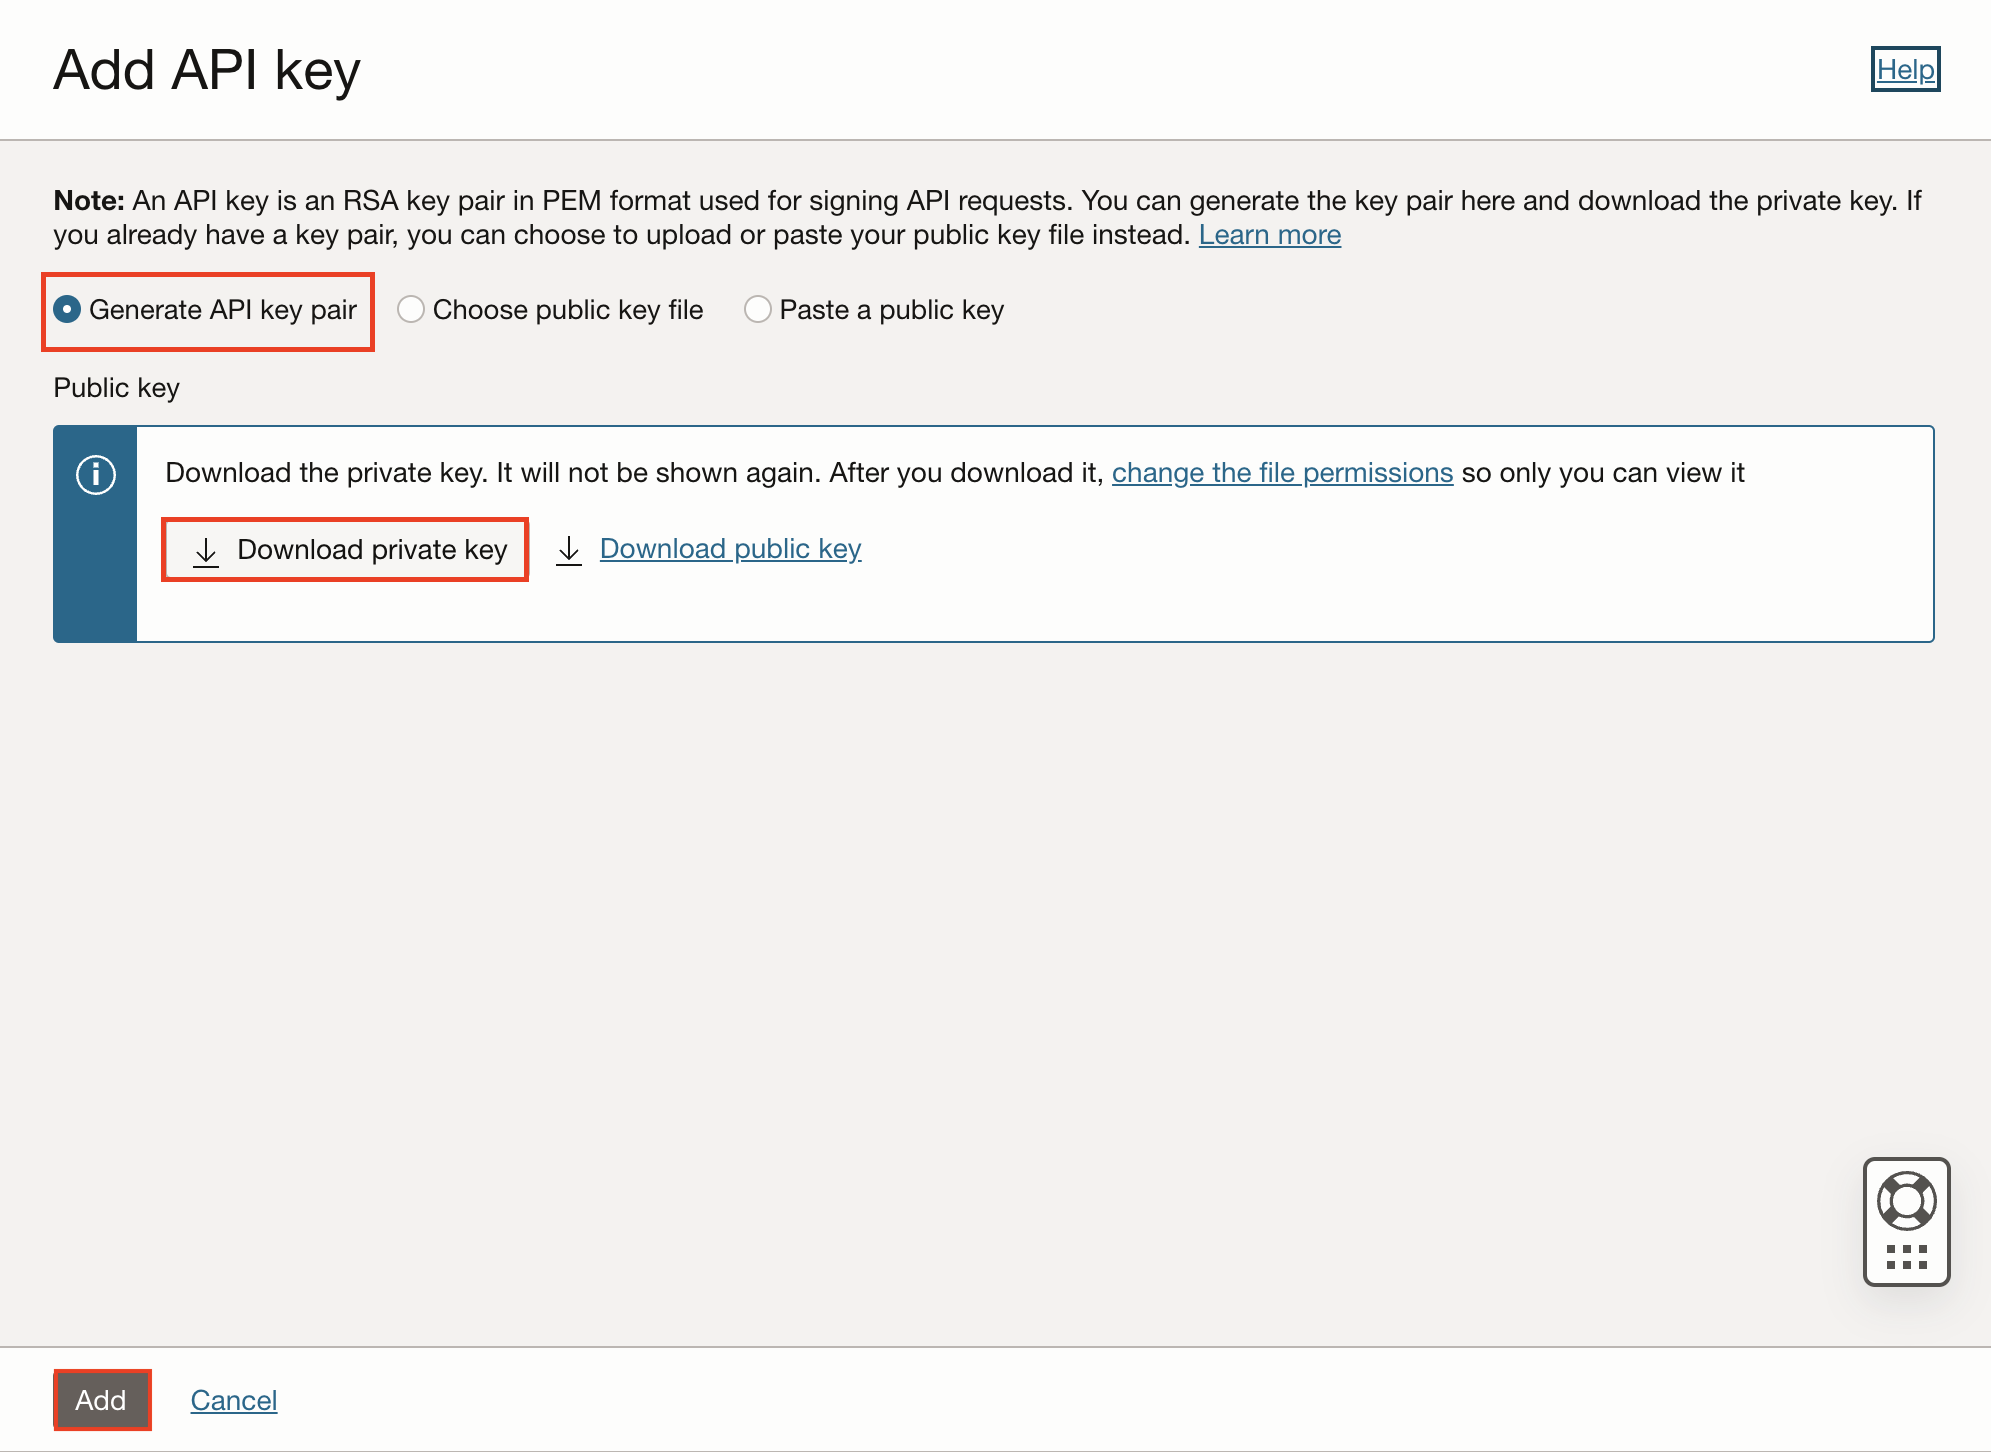 Add API key
Help
Note: An API key is an RSA key pair in PEM format used for signing API requests. You can generate the key pair here and download the private key. If
you already have a key pair, you can choose to upload or paste your public key file instead. Learn more
Generate API key pair
Choose public key file
Paste a public key
Public key
Download the private key. It will not be shown again. After you download it, change the file permissions so only you can view it
Download private key
Download public key
Add
Cancel